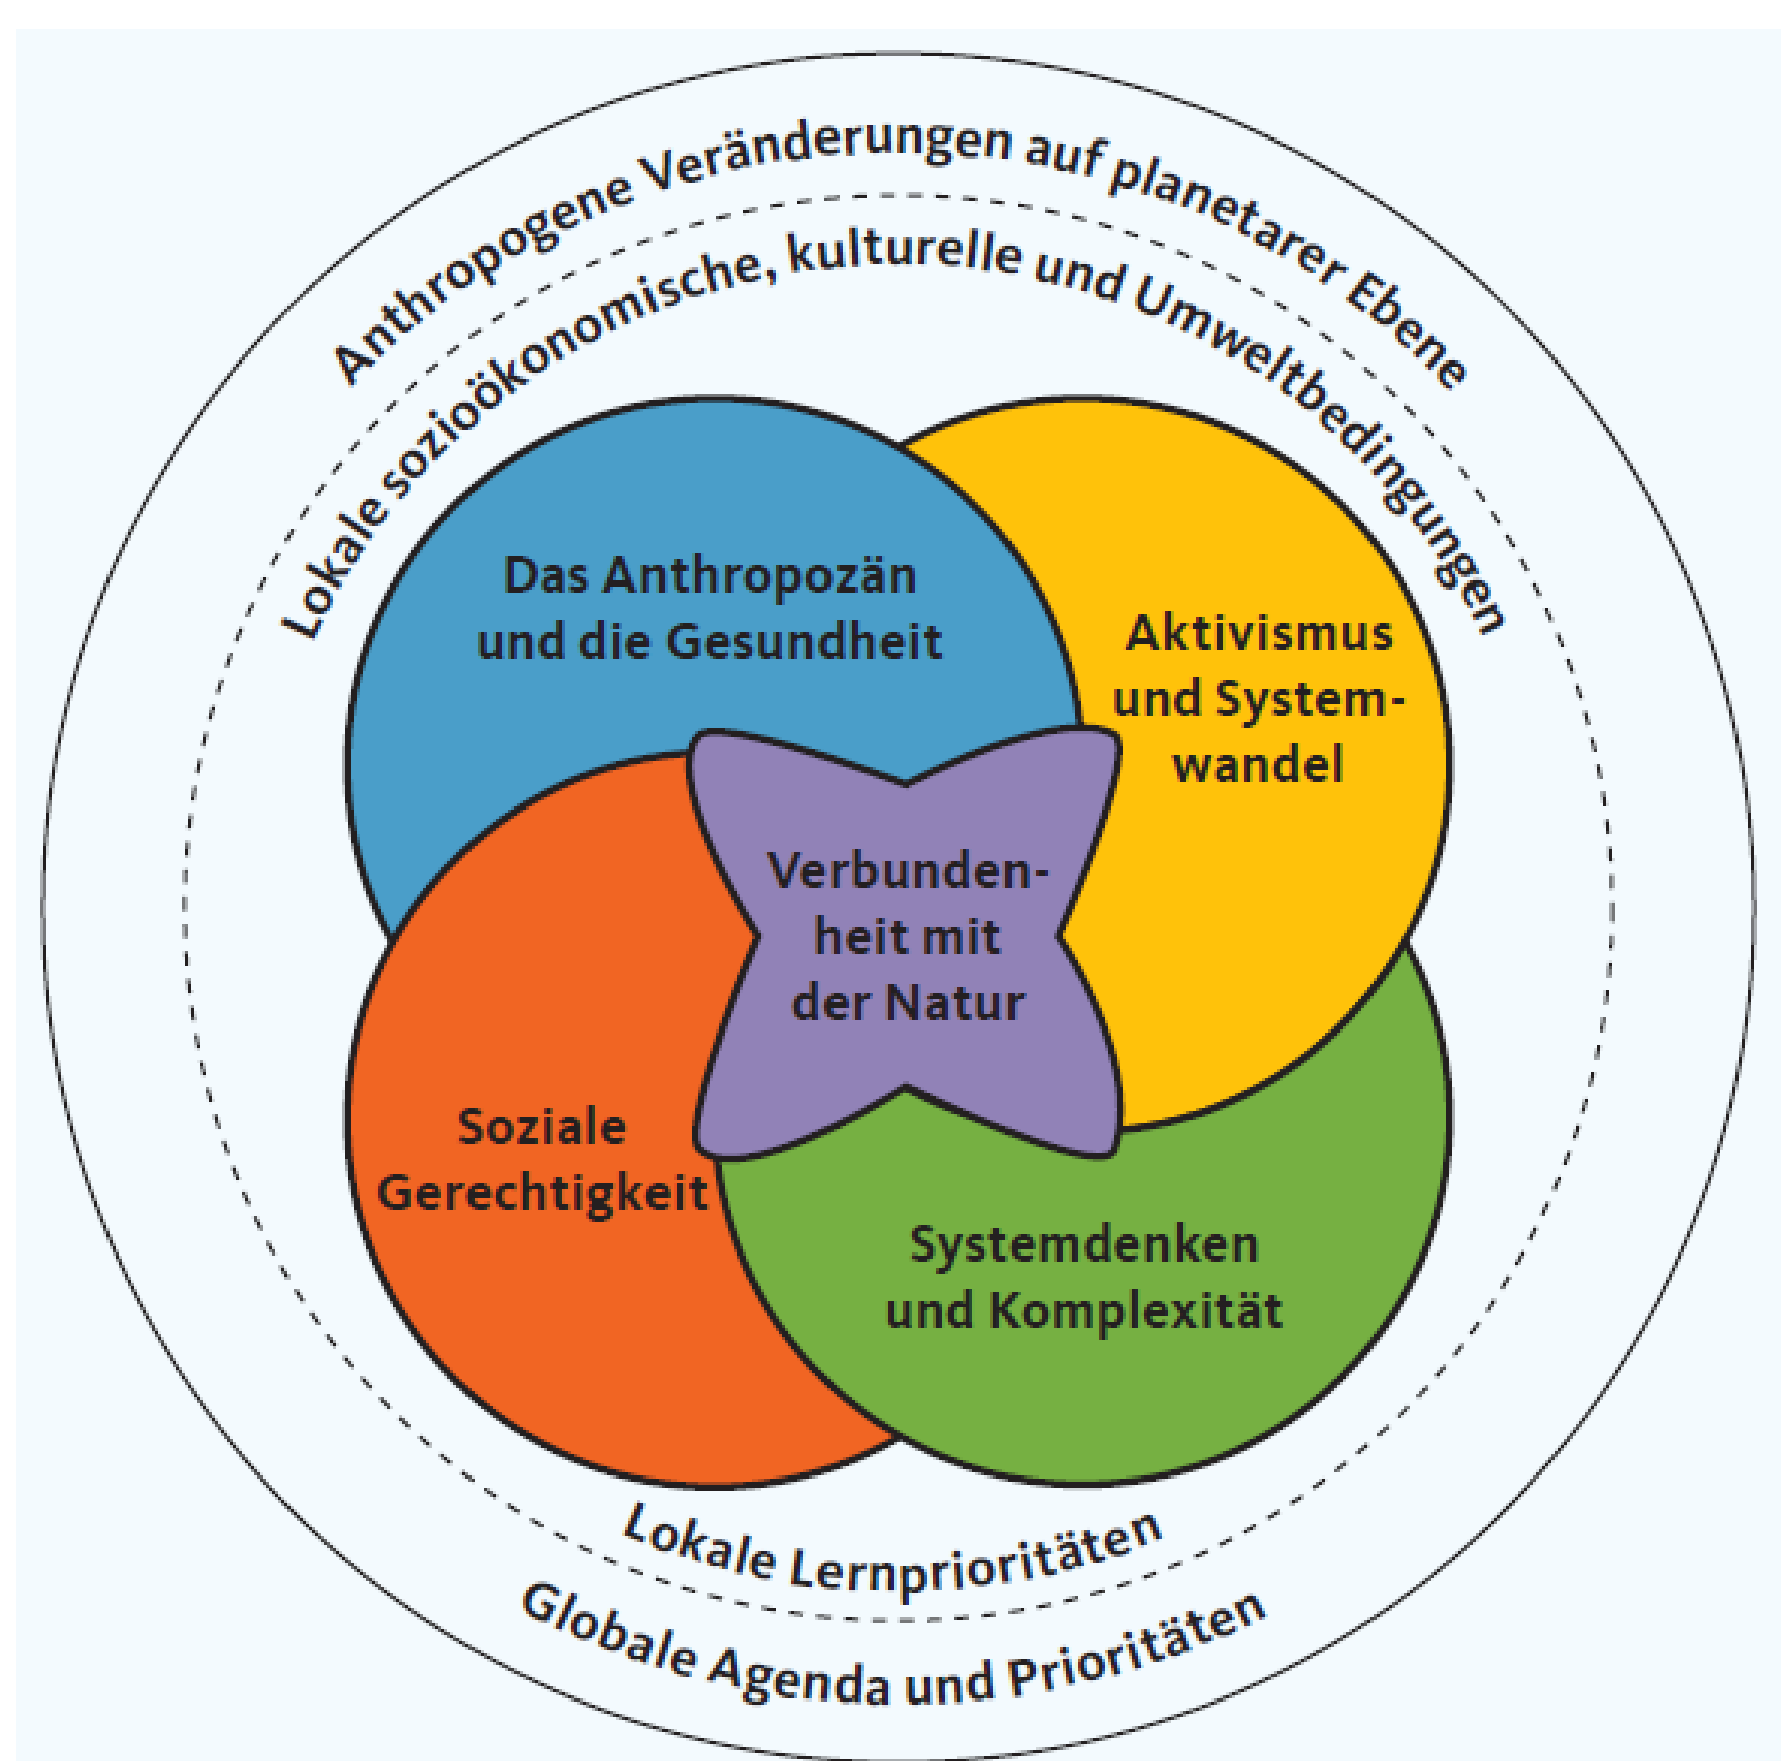 Anthropogene Veränderungen auf planetarer Ebene
Lokale sozioökonomische, kulturelle und Umweltbedingungen
Das Anthropozän
und die Gesundheit
Aktivismus
und System-
wandel
Verbunden-
heit mit
der Natur
Soziale
Gerechtigkeit
Systemdenken
und Komplexität
Lokale Lernprioritäten
Globale Agenda und Prioritäten